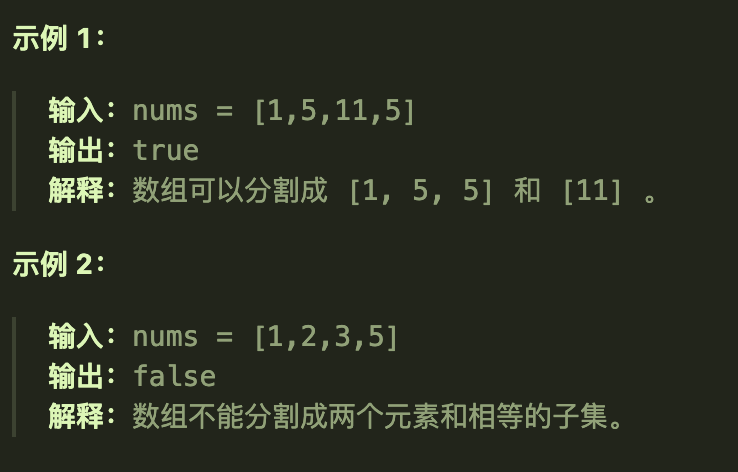 示例 1：
输入：nums = [1,5,11,5]
输出：true
解释：数组可以分割成 [1, 5, 5] 和 [11] 。
示例 2：
输入：nums = [1,2,3,5]
输出：false
解释：数组不能分割成两个元素和相等的子集。